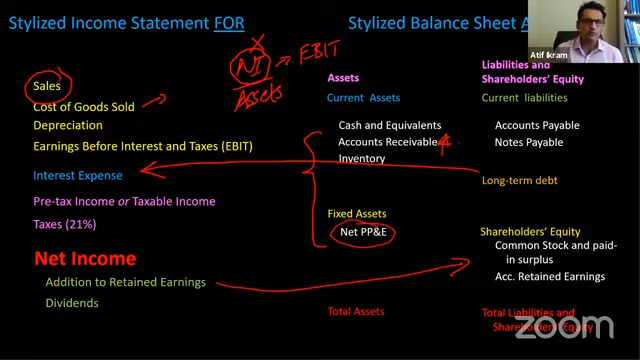 Stylized Income Statement FOR
Sales
Cost of Goods Sold
Depreciation
Earnings Before Interest and Taxes (EBIT)
Interest Expense
Pre-tax Income or Taxable Income
Taxes (21%)
Net Income
Addition to Retained Earnings
Dividends
X
NI
Assets
EBIT
Stylized Balance Sheet A
Assets
Current Assets
Cash and Equivalents
Accounts Receivable
Inventory
Fixed Assets
Net PP&E
Total Assets
Atif Ikram
Liabilities and
Shareholders' Equity
Current liabilities
Accounts Payable
Notes Payable
Long-term debt
Shareholders' Equity
Common Stock and paid-
in surplus
Acc. Retained Earnings
Total Liabilities and
Shareholders' Equity
zoom